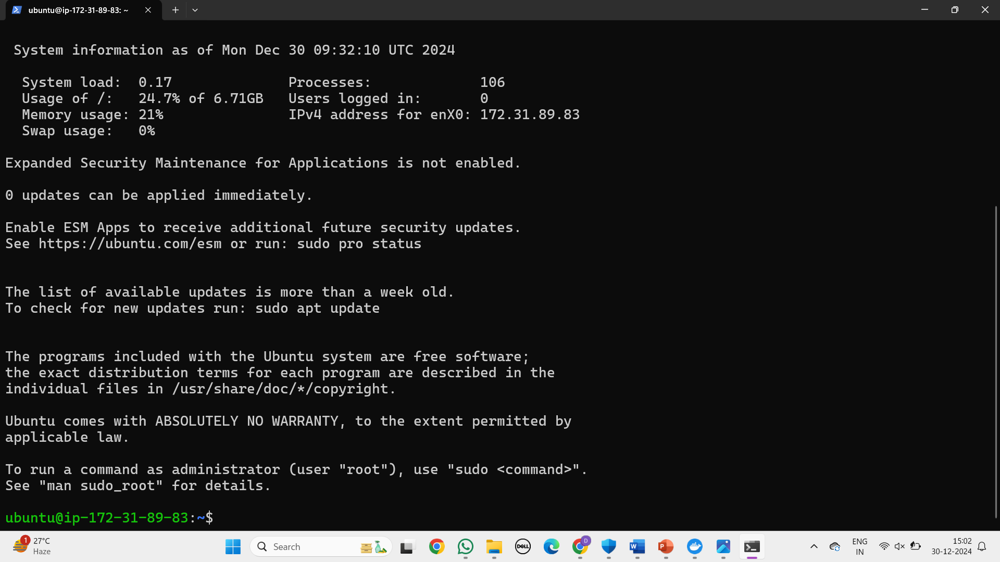 ubuntu@ip-172-31-89-83: ~
System information as of Mon Dec 30 09:32:10 UTC 2024
System load: 0.17 Processes: 106
Usage of /: 24.7% of 6.71GB Users logged in: 0
Memory usage: 21% IPv4 address for enX0: 172.31.89.83
Swap usage: 0%
Expanded Security Maintenance for Applications is not enabled.
0 updates can be applied immediately.
Enable ESM Apps to receive additional future security updates.
See https://ubuntu.com/esm or run: sudo pro status
The list of available updates is more than a week old.
To check for new updates run: sudo apt update
The programs included with the Ubuntu system are free software;
the exact distribution terms for each program are described in the
individual files in /usr/share/doc/*/copyright.
Ubuntu comes with ABSOLUTELY NO WARRANTY, to the extent permitted by
applicable law.
To run a command as administrator (user "root"), use "sudo <command>".
See "man sudo_root" for details.
ubuntu@ip-172-31-89-83:~$
1
27°C
Haze
Search
DELL
D
W
P
ENG
IN
15:02
30-12-2024